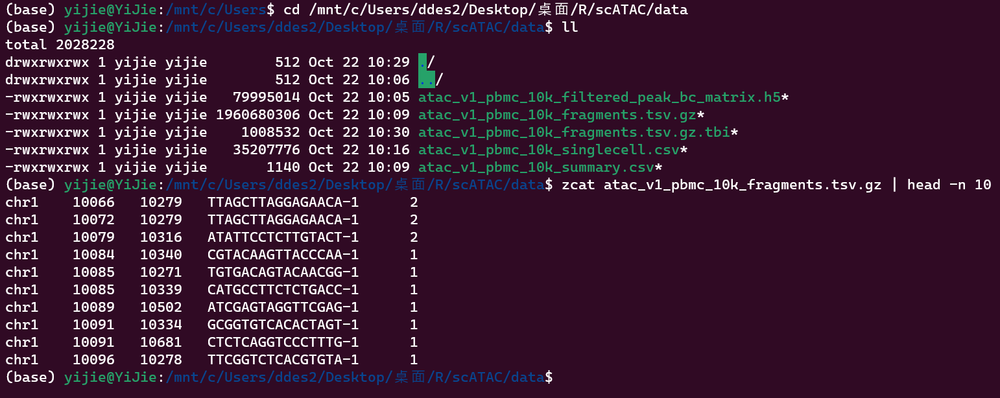 (base) yijie@YiJie:/mnt/c/Users$ cd /mnt/c/Users/ddes2/Desktop/桌面/R/scATAC/data
(base) yijie@YiJie:/mnt/c/Users/ddes2/Desktop/桌面/R/scATAC/data$ ll
total 2028228
drwxrwxrwx 1 yijie yijie        512 Oct 22 10:29 ./
drwxrwxrwx 1 yijie yijie        512 Oct 22 10:06 ../
-rwxrwxrwx 1 yijie yijie   79995014 Oct 22 10:05 atac_v1_pbmc_10k_filtered_peak_bc_matrix.h5*
-rwxrwxrwx 1 yijie yijie 1960680306 Oct 22 10:09 atac_v1_pbmc_10k_fragments.tsv.gz*
-rwxrwxrwx 1 yijie yijie    1008532 Oct 22 10:30 atac_v1_pbmc_10k_fragments.tsv.gz.tbi*
-rwxrwxrwx 1 yijie yijie   35207776 Oct 22 10:16 atac_v1_pbmc_10k_singlecell.csv*
-rwxrwxrwx 1 yijie yijie       1140 Oct 22 10:09 atac_v1_pbmc_10k_summary.csv*
(base) yijie@YiJie:/mnt/c/Users/ddes2/Desktop/桌面/R/scATAC/data$ zcat atac_v1_pbmc_10k_fragments.tsv.gz | head -n 10
chr1    10066   10279   TTAGCTTAGGAGAACA-1      2
chr1    10072   10279   TTAGCTTAGGAGAACA-1      2
chr1    10079   10316   ATATTCCTCTTGTACT-1      2
chr1    10084   10340   CGTACAAGTTACCCAA-1      1
chr1    10085   10271   TGTGACAGTACAACGG-1      1
chr1    10085   10339   CATGCCTTCTCTGACC-1      1
chr1    10089   10502   ATCGAGTAGGTTCGAG-1      1
chr1    10091   10334   GCGGTGTCACACTAGT-1      1
chr1    10091   10681   CTCTCAGGTCCCTTTG-1      1
chr1    10096   10278   TTCGGTCTCACGTGTA-1      1
(base) yijie@YiJie:/mnt/c/Users/ddes2/Desktop/桌面/R/scATAC/data$